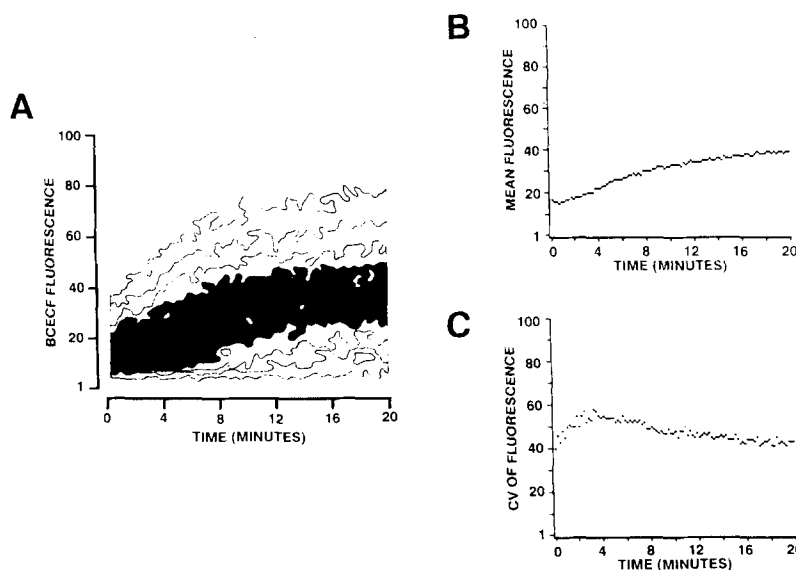 A
BCECF FLUORESCENCE
100
80
60
40
20
1
0 4 8 12 16 20
TIME (MINUTES)
B
MEAN FLUORESCENCE
100
80
60
40
20
1
0 4 8 12 16 20
TIME (MINUTES)
C
CV OF FLUORESCENCE
100
80
60
40
20
1
0 4 8 12 16 20
TIME (MINUTES)